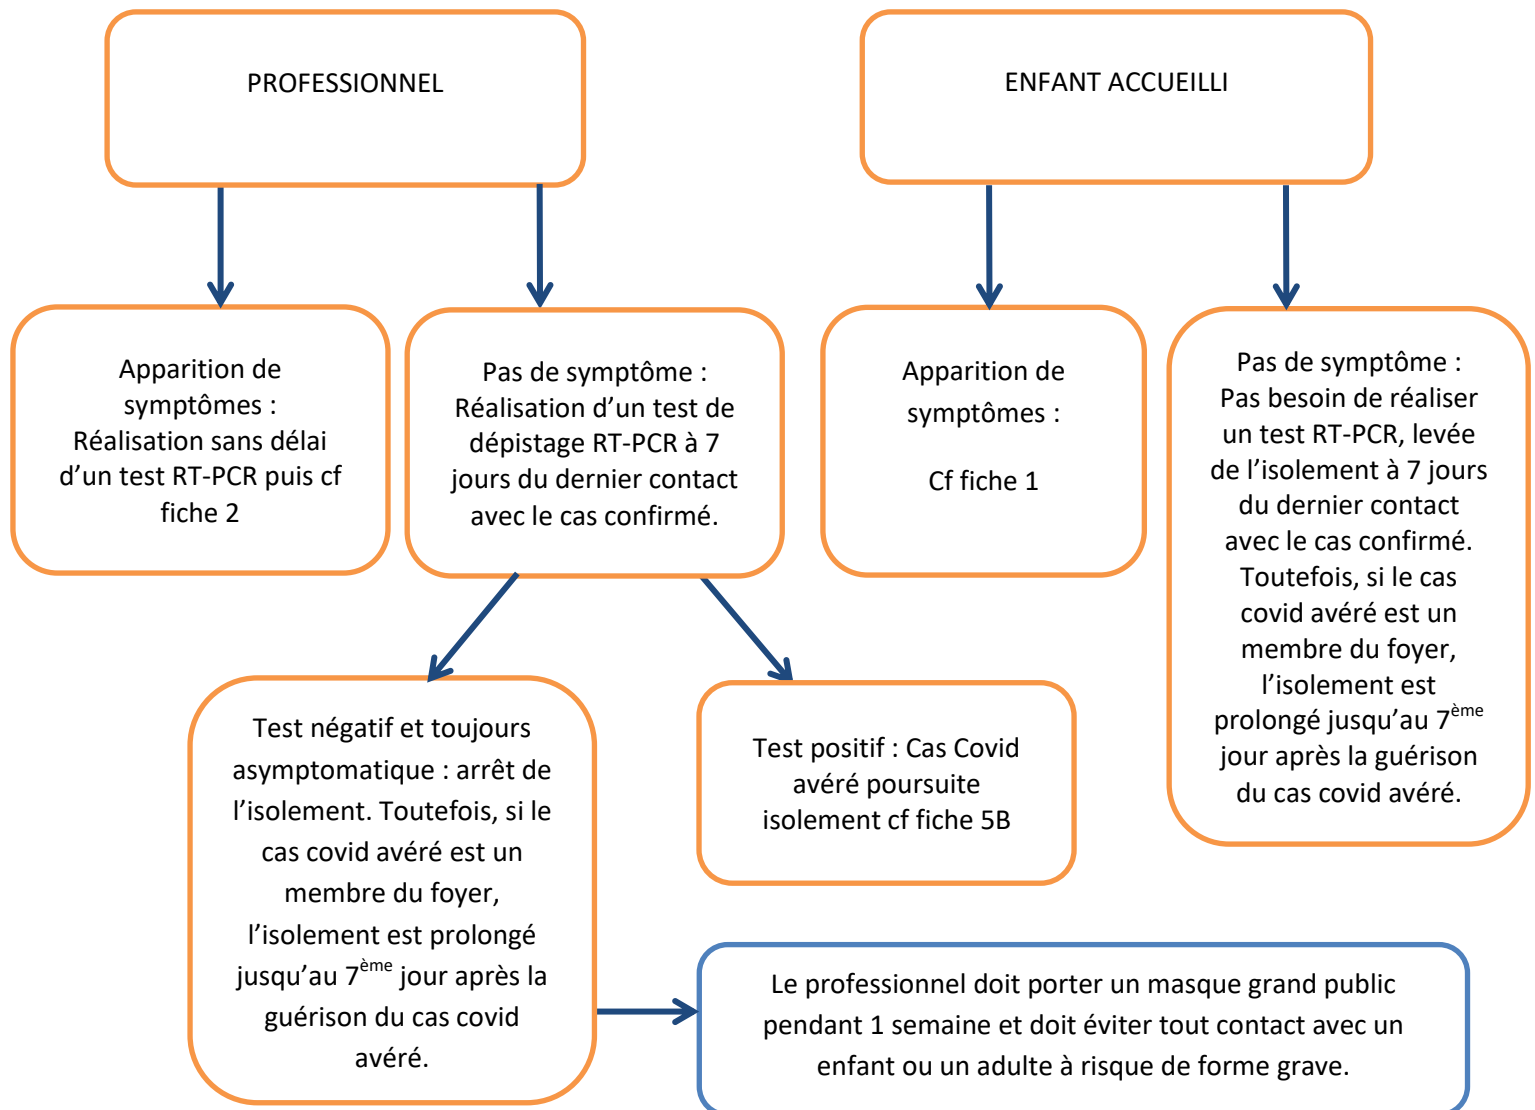 PROFESSIONNEL
ENFANT ACCUEILLI
Apparition de
symptômes :
Réalisation sans délai
d’un test RT-PCR puis cf
fiche 2
Pas de symptôme :
Réalisation d’un test de
dépistage RT-PCR à 7
jours du dernier contact
avec le cas confirmé.
Apparition de
symptômes :
Cf fiche 1
Pas de symptôme :
Pas besoin de réaliser
un test RT-PCR, levée
de l’isolement à 7 jours
du dernier contact
avec le cas confirmé.
Toutefois, si le cas
covid avéré est un
membre du foyer,
l’isolement est
prolongé jusqu’au 7ème
jour après la guérison
du cas covid avéré.
Test négatif et toujours
asymptomatique : arrêt de
l’isolement. Toutefois, si le
cas covid avéré est un
membre du foyer,
l’isolement est prolongé
jusqu’au 7ème jour après la
guérison du cas covid
avéré.
Test positif : Cas Covid
avéré poursuite
isolement cf fiche 5B
Le professionnel doit porter un masque grand public
pendant 1 semaine et doit éviter tout contact avec un
enfant ou un adulte à risque de forme grave.